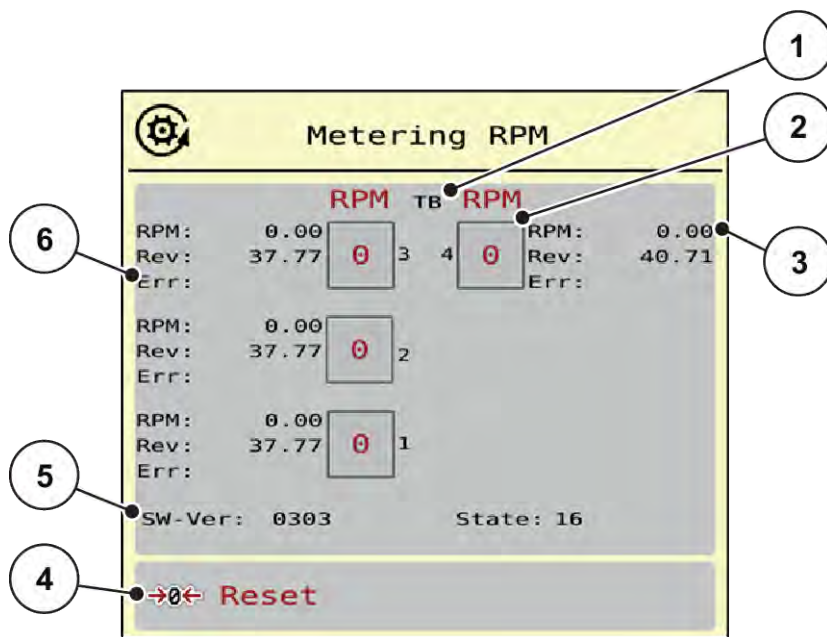 1
Metering RPM
2
RPM TB RPM
RPM: 0.00 RPM: 0.00
6 Rev: 37.77 0 3 4 0 Rev: 40.71 3
Err: Err:
RPM: 0.00
Rev: 37.77 0 2
Err:
RPM: 0.00
Rev: 37.77 0 1
Err:
5
SW-Ver: 0303 State: 16
4 →0← Reset